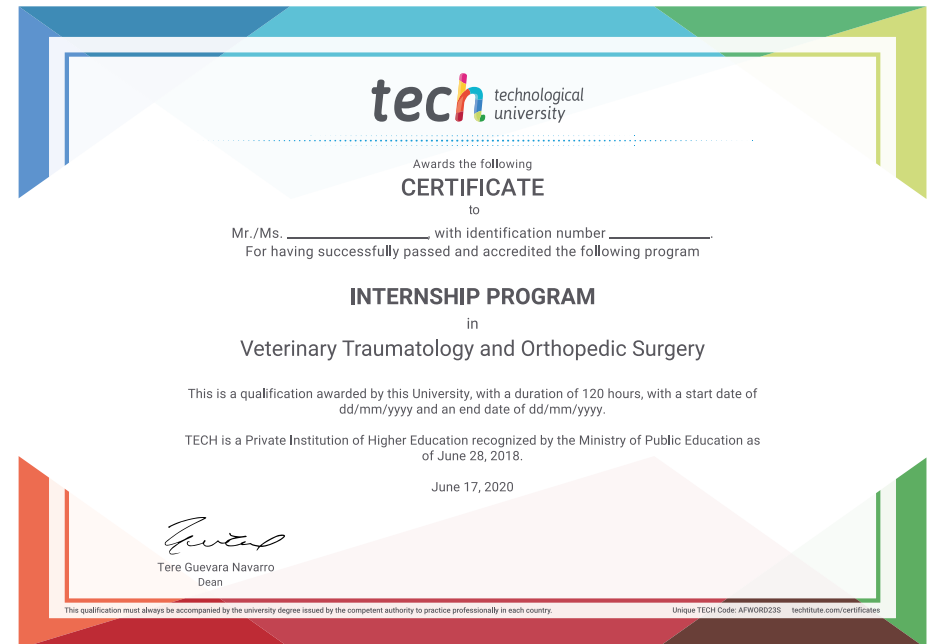 tech technological
university
Awards the following
CERTIFICATE
to
Mr./Ms. ____________, with identification number ____________.
For having successfully passed and accredited the following program
INTERNSHIP PROGRAM
in
Veterinary Traumatology and Orthopedic Surgery
This is a qualification awarded by this University, with a duration of 120 hours, with a start date of
dd/mm/yyyy and an end date of dd/mm/yyyy.
TECH is a Private Institution of Higher Education recognized by the Ministry of Public Education as
of June 28, 2018.
June 17, 2020
Tere Guevara Navarro
Dean
This qualification must always be accompanied by the university degree issued by the competent authority to practice professionally in each country.
Unique TECH Code: AFWORD23S techtitute.com/certificates